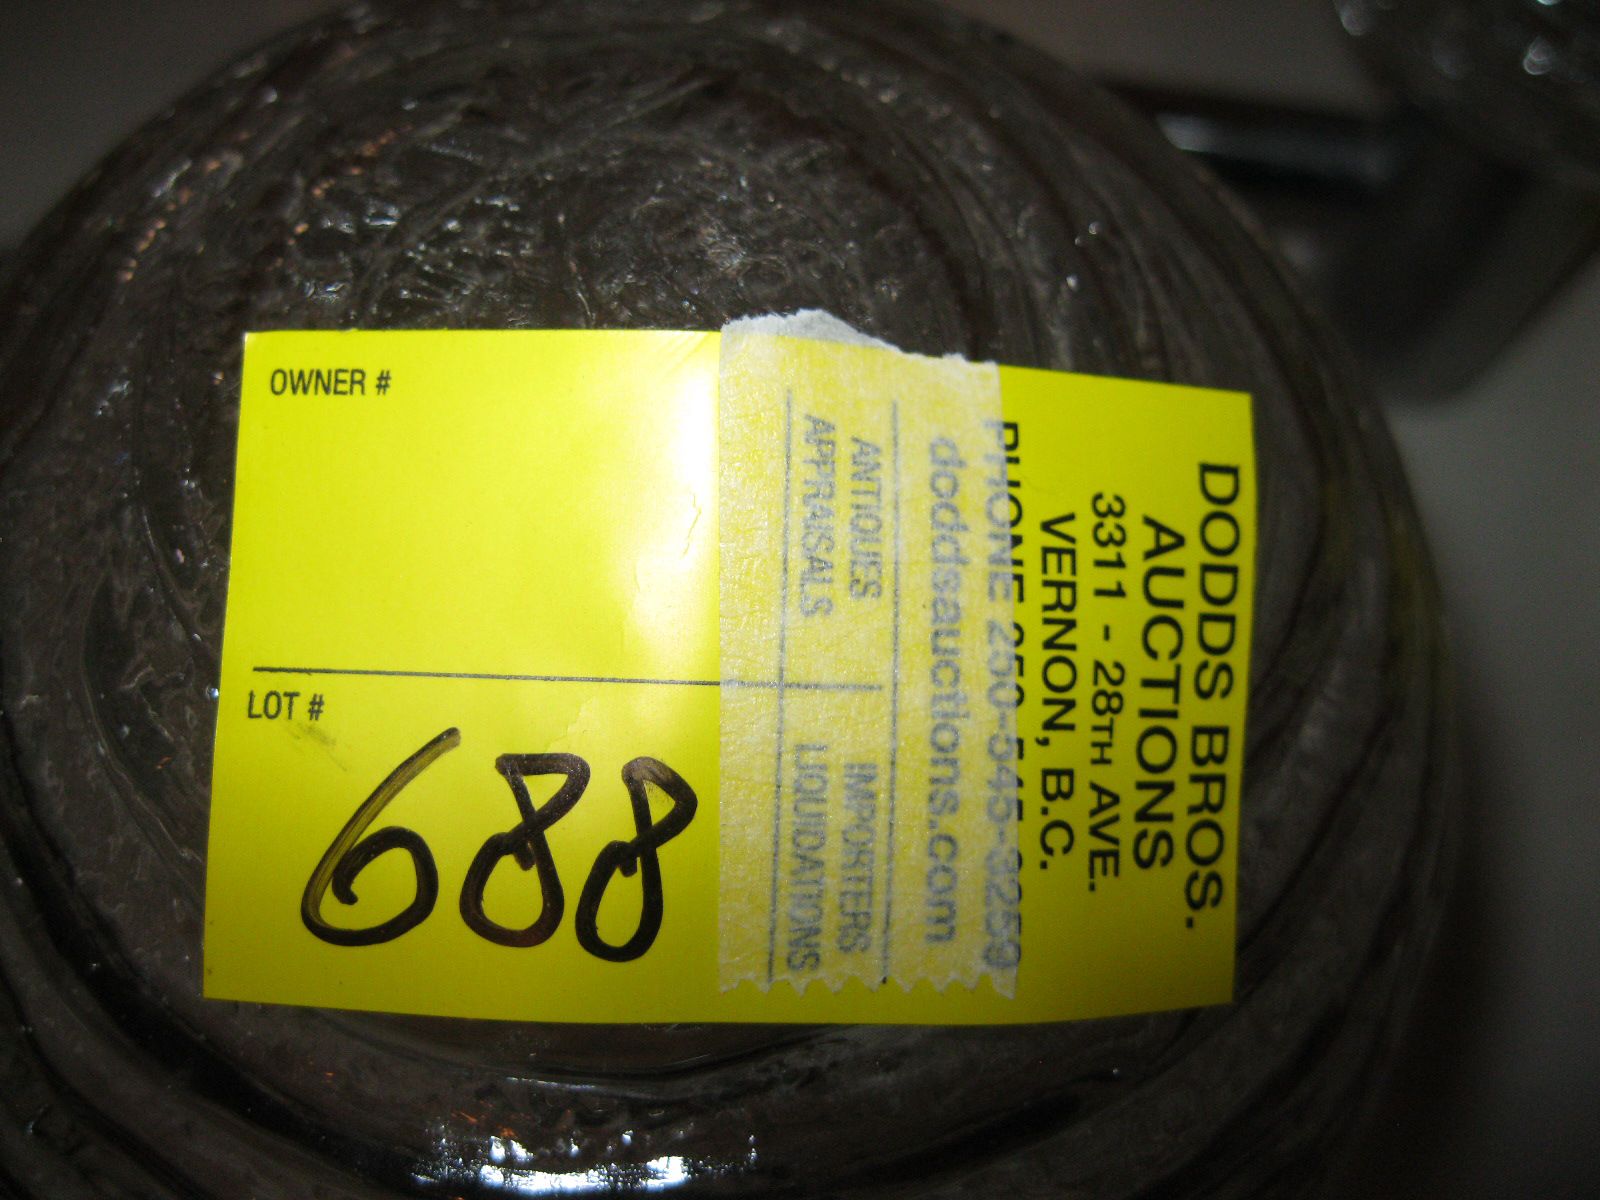 OWNER #
LOT #
688
DODDS BROS.
AUCTIONS
3311 - 28TH AVE.
VERNON, B.C.
PHONE 250-545-3259
doddsauctions.com
ANTIQUES
APPRAISALS
IMPORTERS
LIQUIDATIONS